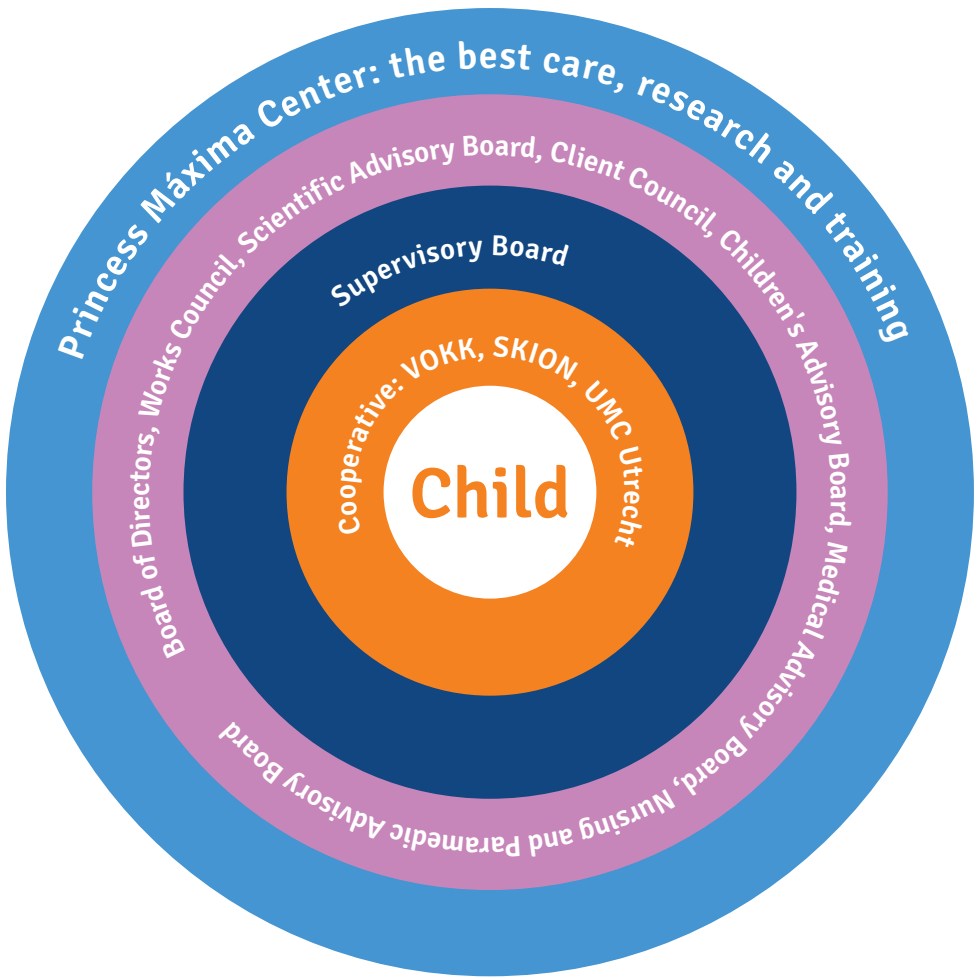 Princess Máxima Center: the best care, research and training
Board of Directors, Works Council, Scientific Advisory Board, Client Council, Children's Advisory Board, Medical Advisory Board, Nursing and Paramedic Advisory Board
Supervisory Board
Cooperative: VOKK, SKION, UMC Utrecht
Child